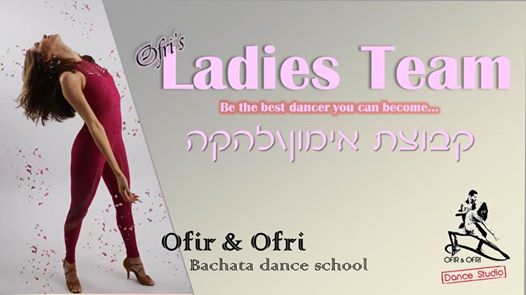 Ofri's
Ladies Team
Be the best dancer you can become...
קבוצת אימון\להקה
Ofir & Ofri
Bachata dance school
OFIR & OFRI
Dance Studio